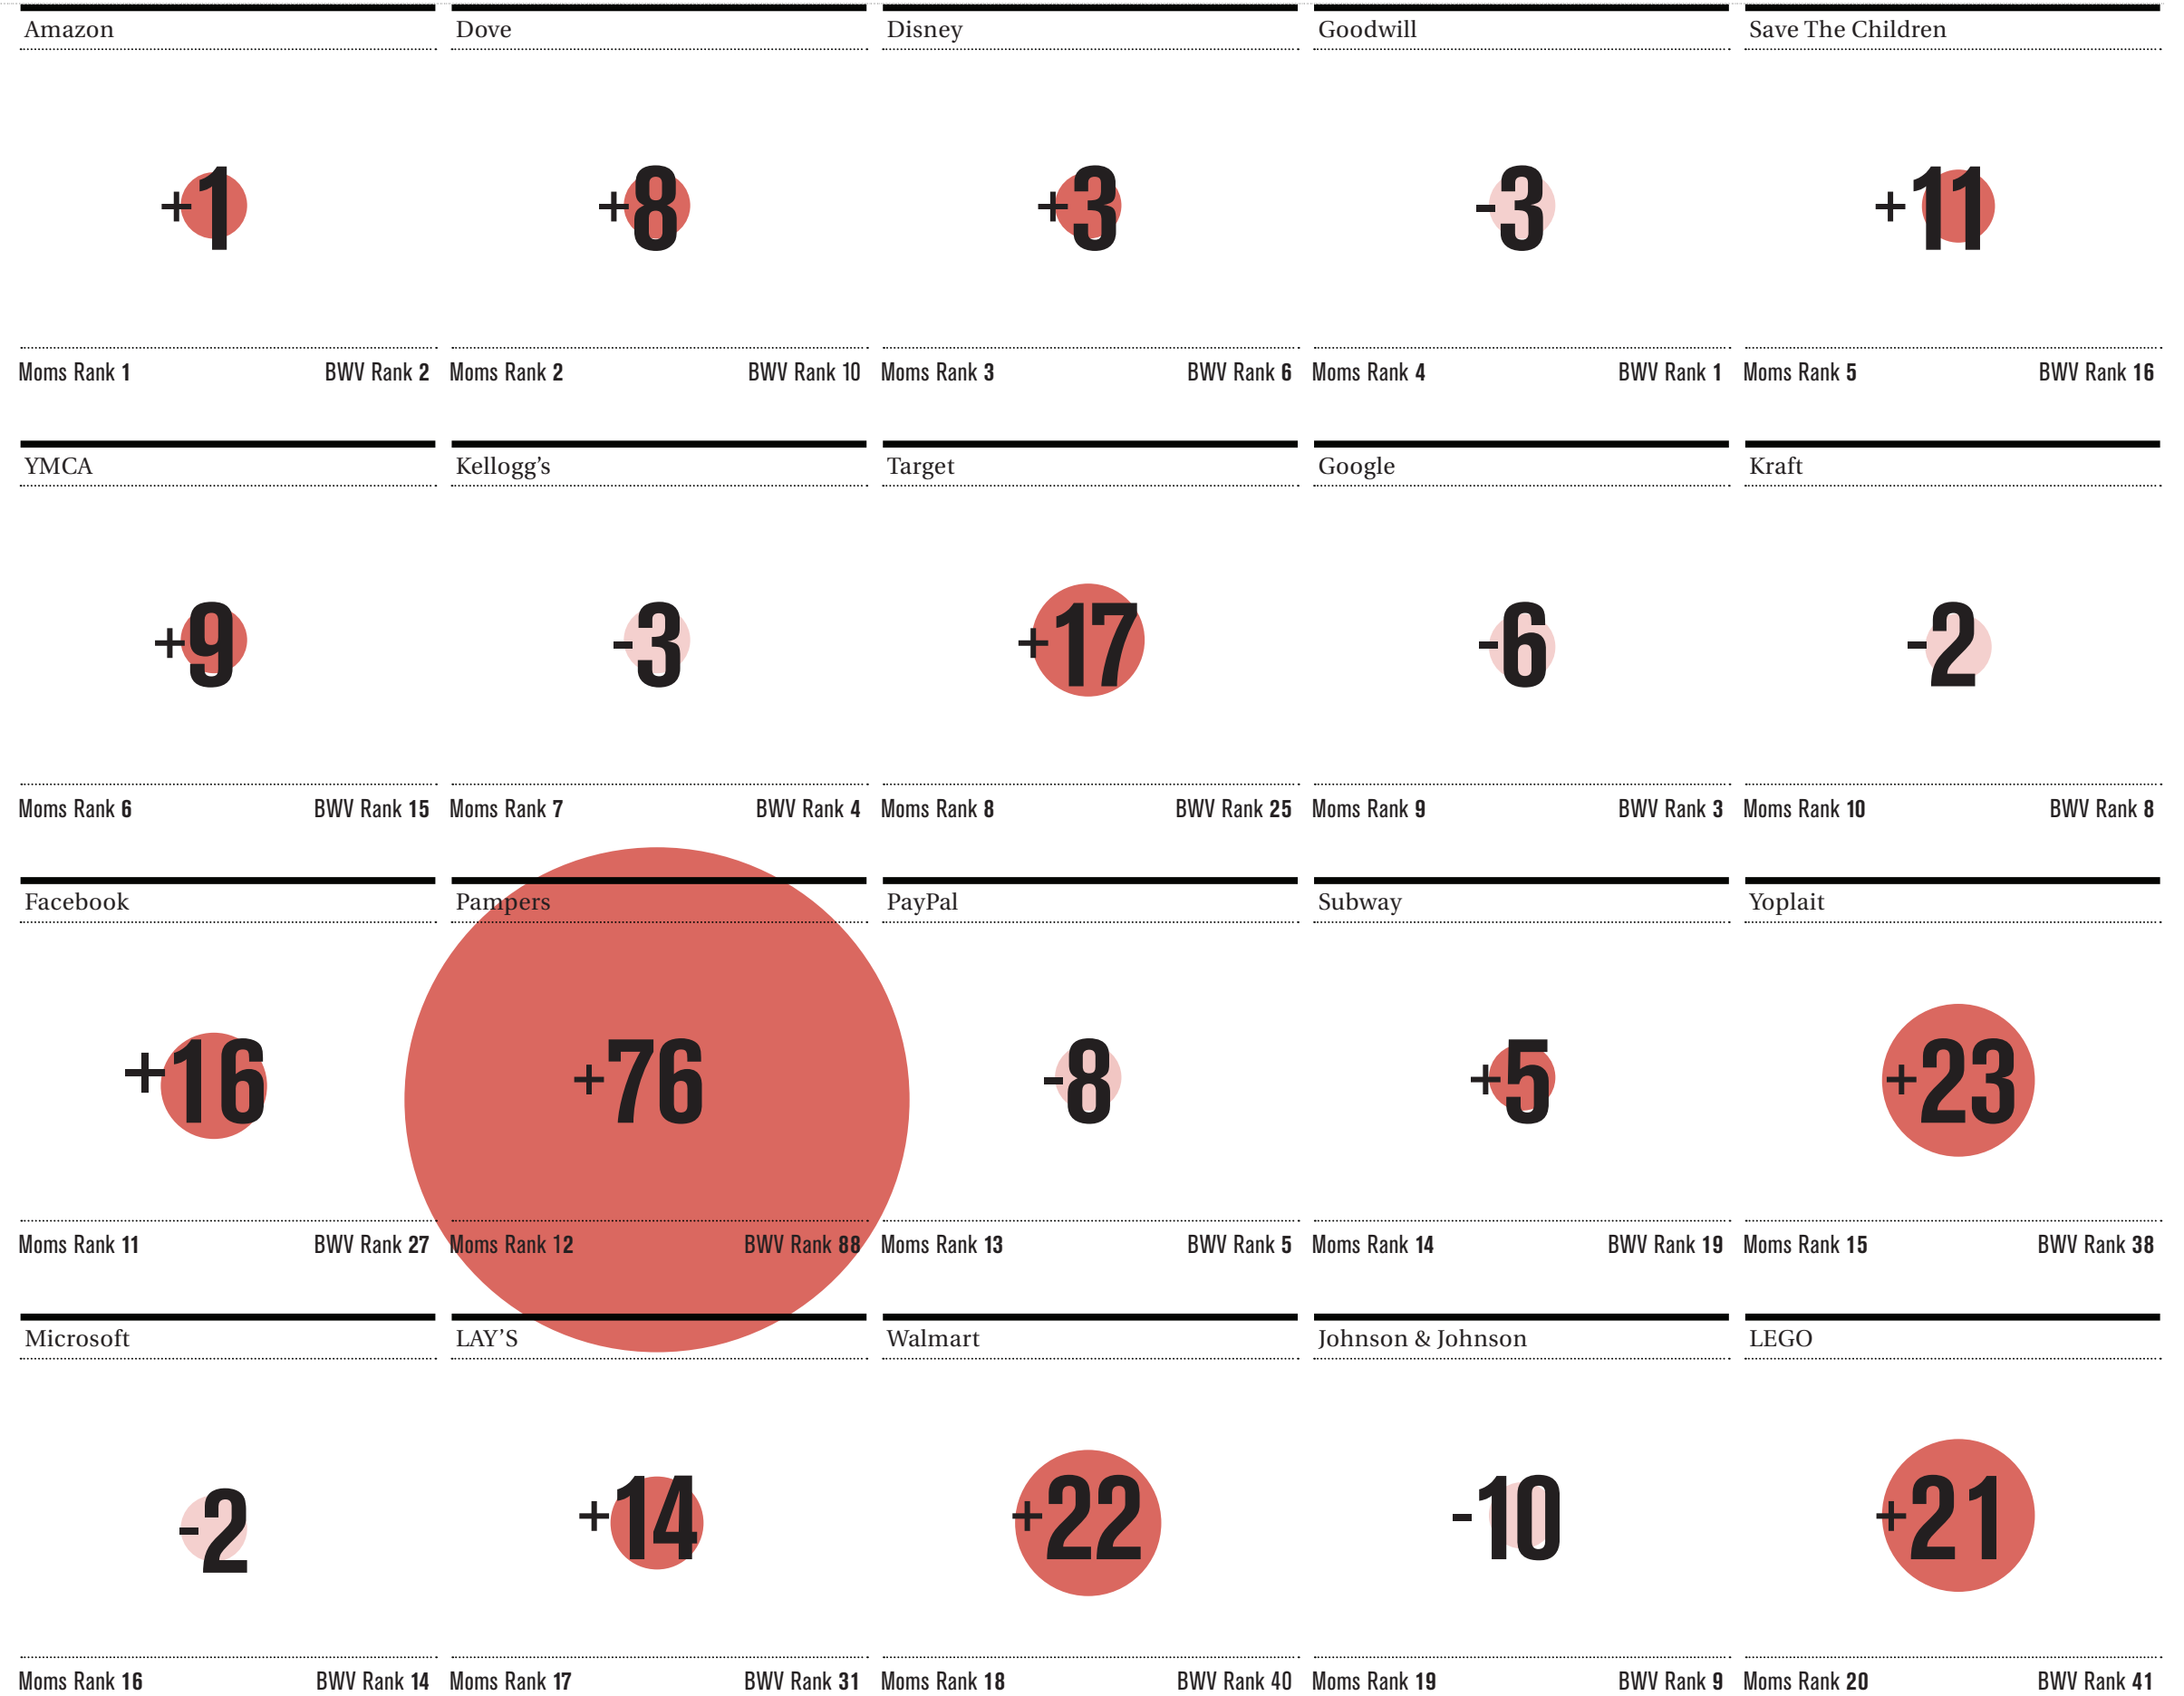 Amazon Dove Disney Goodwill Save The Children
+1 +8 +3 -3 +11
Moms Rank 1 BWV Rank 2 Moms Rank 2 BWV Rank 10 Moms Rank 3 BWV Rank 6 Moms Rank 4 BWV Rank 1 Moms Rank 5 BWV Rank 16
YMCA Kellogg’s Target Google Kraft
+9 -3 +17 -6 -2
Moms Rank 6 BWV Rank 15 Moms Rank 7 BWV Rank 4 Moms Rank 8 BWV Rank 25 Moms Rank 9 BWV Rank 3 Moms Rank 10 BWV Rank 8
Facebook Pampers PayPal Subway Yoplait
+16 +76 -8 +5 +23
Moms Rank 11 BWV Rank 27 Moms Rank 12 BWV Rank 88 Moms Rank 13 BWV Rank 5 Moms Rank 14 BWV Rank 19 Moms Rank 15 BWV Rank 38
Microsoft LAY’S Walmart Johnson & Johnson LEGO
-2 +14 +22 -10 +21
Moms Rank 16 BWV Rank 14 Moms Rank 17 BWV Rank 31 Moms Rank 18 BWV Rank 40 Moms Rank 19 BWV Rank 9 Moms Rank 20 BWV Rank 41